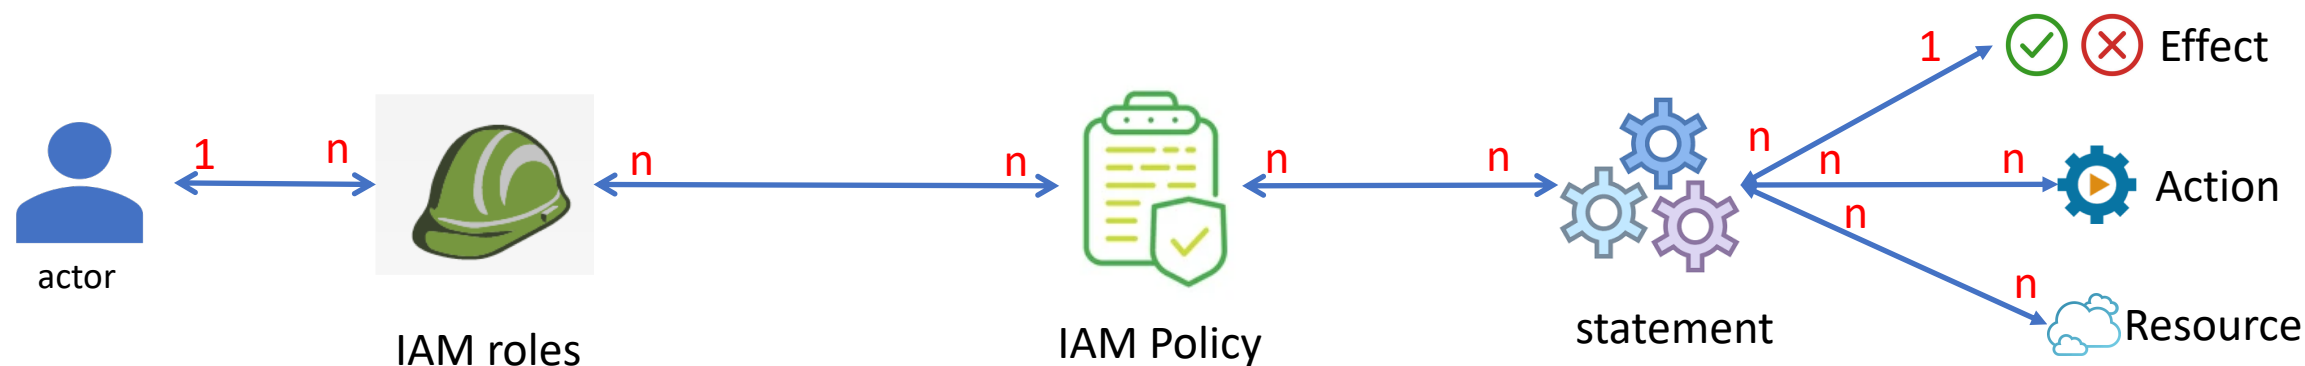 1
Effect
n
1
n
n
n
n
n
n
n
n
Action
n
actor
n
Resource
statement
IAM Policy
IAM roles